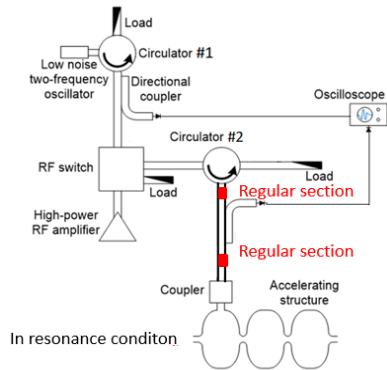 Load
Circulator #1
Low noise
two-frequency
oscillator
Directional
coupler
Oscilloscope
Circulator #2
RF switch
Load
Load
Regular section
High-power
RF amplifier
Regular section
Coupler
Accelerating
structure
In resonance conditon